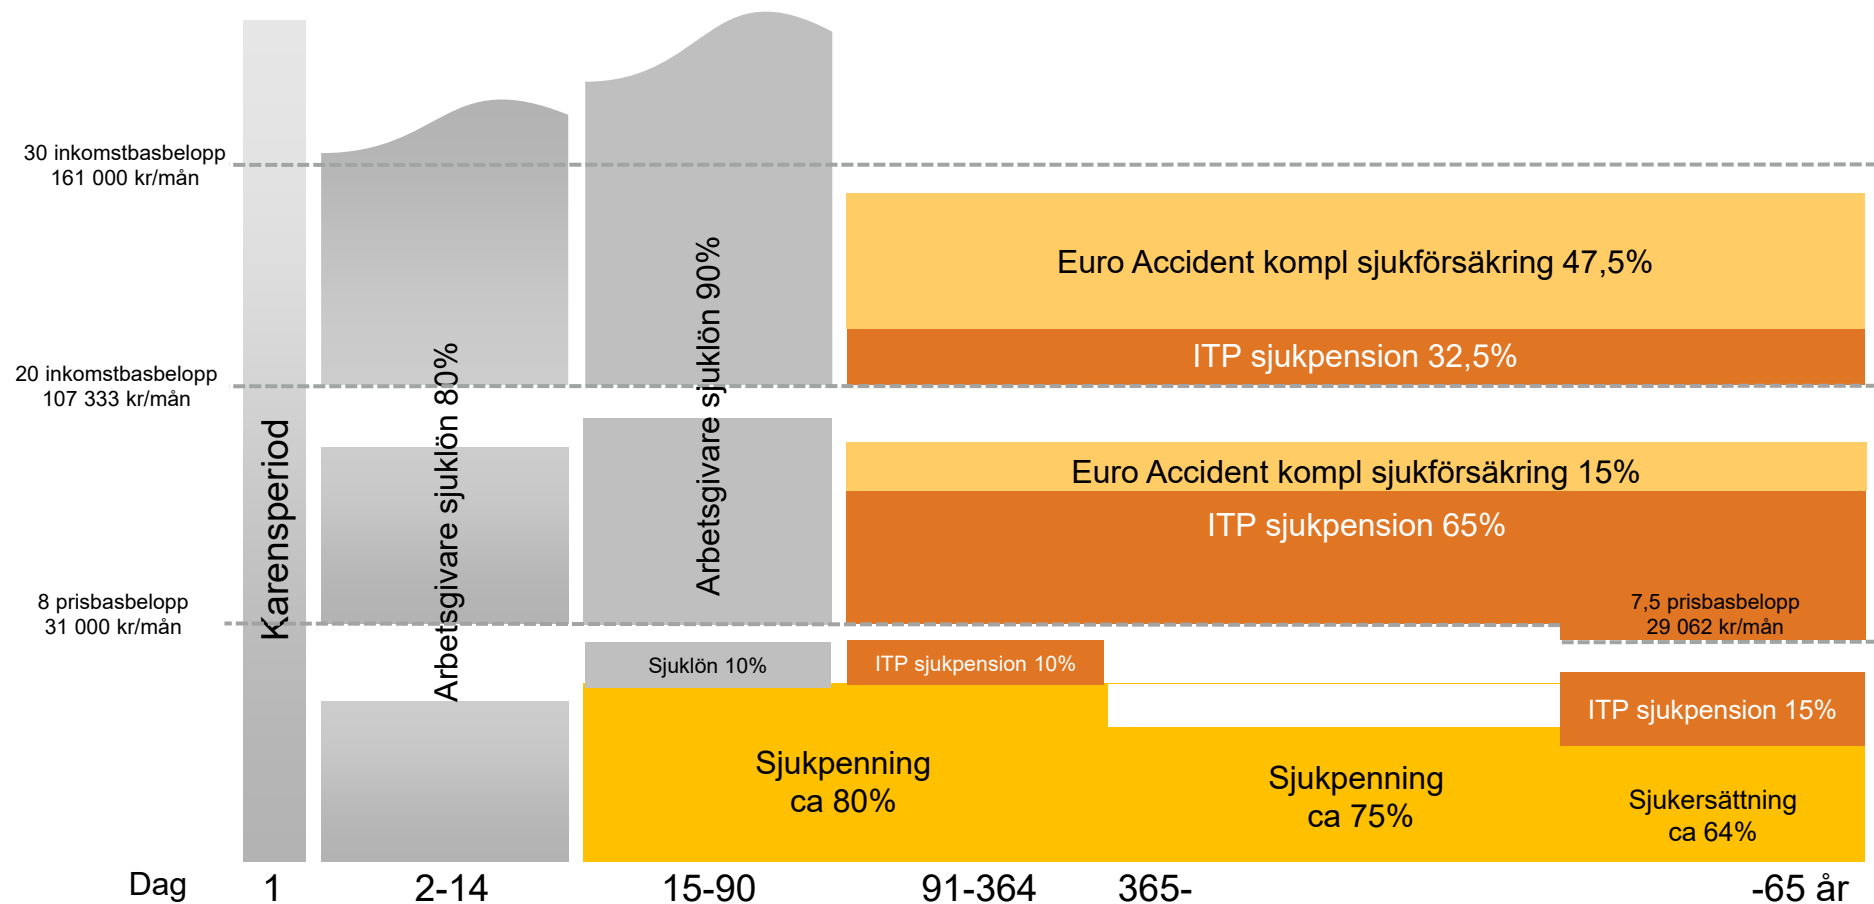 30 inkomstbasbelopp
161 000 kr/mån
20 inkomstbasbelopp
107 333 kr/mån
8 prisbasbelopp
31 000 kr/mån
Karensperiod
Arbetsgivare sjuklön 80%
Arbetsgivare sjuklön 90%
Euro Accident kompl sjukförsäkring 47,5%
ITP sjukpension 32,5%
Euro Accident kompl sjukförsäkring 15%
ITP sjukpension 65%
7,5 prisbasbelopp
29 062 kr/mån
Sjuklön 10%
ITP sjukpension 10%
ITP sjukpension 15%
Sjukpenning
ca 80%
Sjukpenning
ca 75%
Sjukersättning
ca 64%
Dag 1 2-14 15-90 91-364 365- -65 år